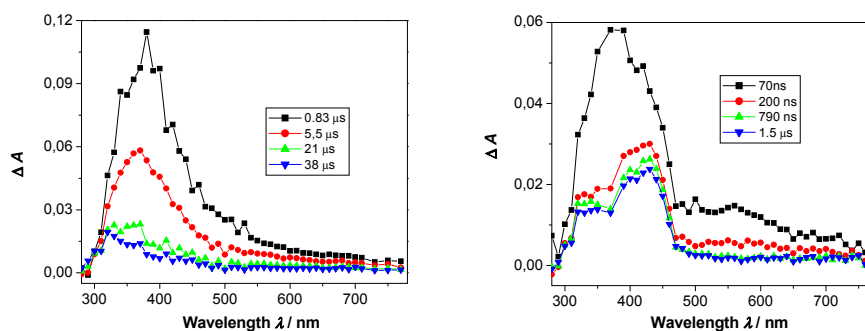 0,12
0,09
0,06
0,03
0,00
Δ A
300 400 500 600 700
Wavelength λ / nm
0.83 µs
5,5 µs
21 µs
38 µs
0,06
0,04
0,02
0,00
Δ A
300 400 500 600 700
Wavelength λ / nm
70ns
200 ns
790 ns
1.5 µs